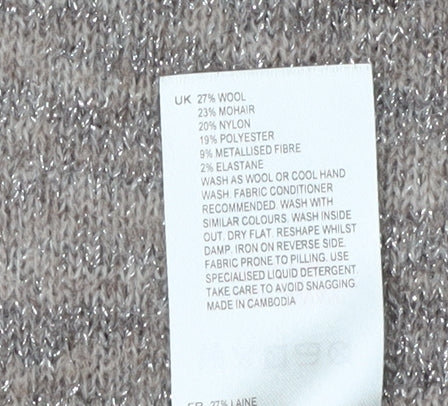 UK 27% WOOL
23% MOHAIR
20% NYLON
19% POLYESTER
9% METALLISED FIBRE
2% ELASTANE
WASH AS WOOL OR COOL HAND
WASH. FABRIC CONDITIONER
RECOMMENDED. WASH WITH
SIMILAR COLOURS. WASH INSIDE
OUT. DRY FLAT. RESHAPE WHILST
DAMP. IRON ON REVERSE SIDE.
FABRIC PRONE TO PILLING. USE
SPECIALISED LIQUID DETERGENT.
TAKE CARE TO AVOID SNAGGING.
MADE IN CAMBODIA
FR 27% LAINE